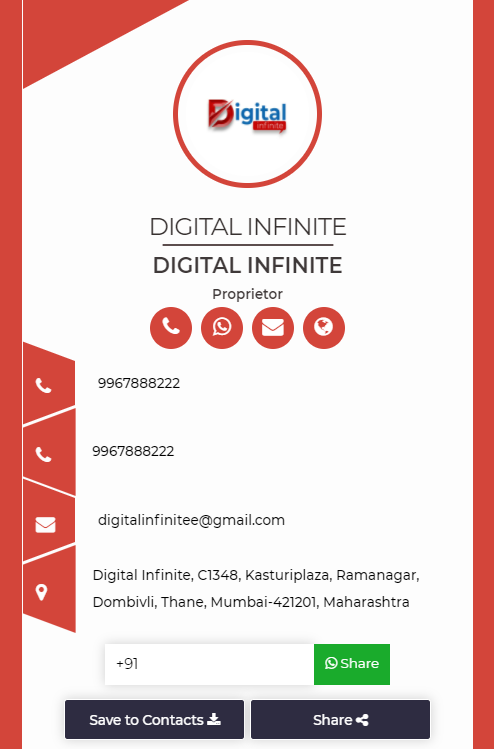 Digital
infinite
DIGITAL INFINITE
DIGITAL INFINITE
Proprietor
9967888222
9967888222
digitalinfinitee@gmail.com
Digital Infinite, C1348, Kasturiplaza, Ramanagar,
Dombivli, Thane, Mumbai-421201, Maharashtra
+91 Share
Save to Contacts Share